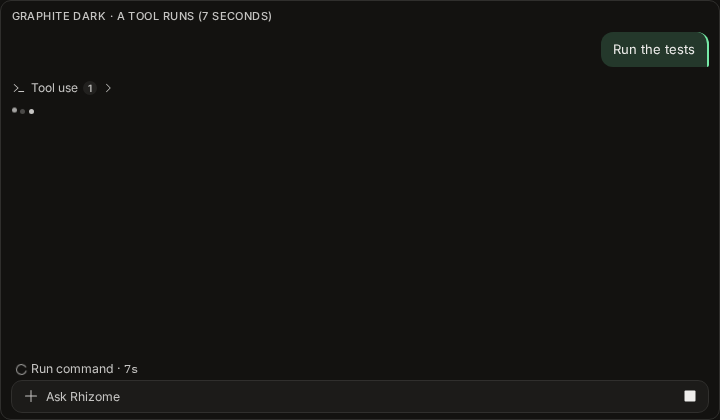 GRAPHITE DARK · A TOOL RUNS (7 SECONDS)
Run the tests
Tool use 1
Run command · 7s
Ask Rhizome